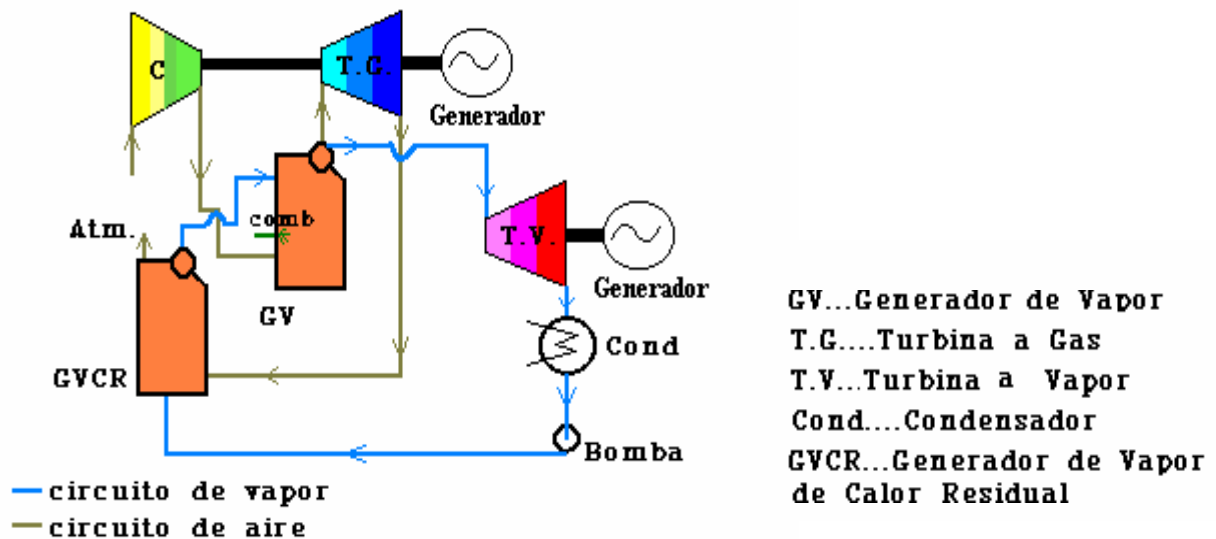 C
T.G.
Generador
comb
Atm.
T.V.
Generador
GV
Cond
GVCR
Bomba
circuito de vapor
circuito de aire
GV...Generador de Vapor
T.G....Turbina a Gas
T.V...Turbina a Vapor
Cond....Condensador
GVCR...Generador de Vapor
de Calor Residual